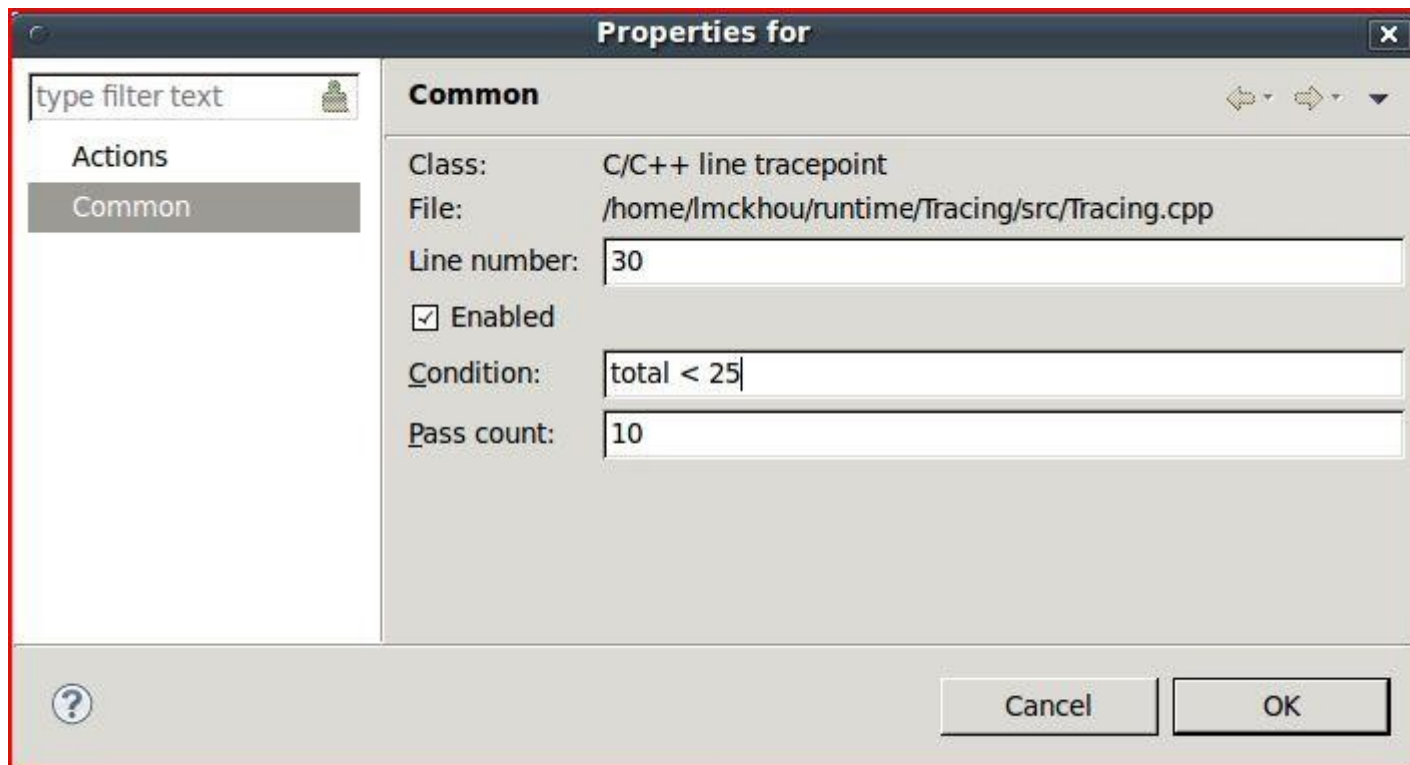 Properties for
type filter text
Actions
Common
Common
Class: C/C++ line tracepoint
File: /home/lmckhou/runtime/Tracing/src/Tracing.cpp
Line number: 30
Enabled
Condition: total < 25
Pass count: 10
Cancel
OK